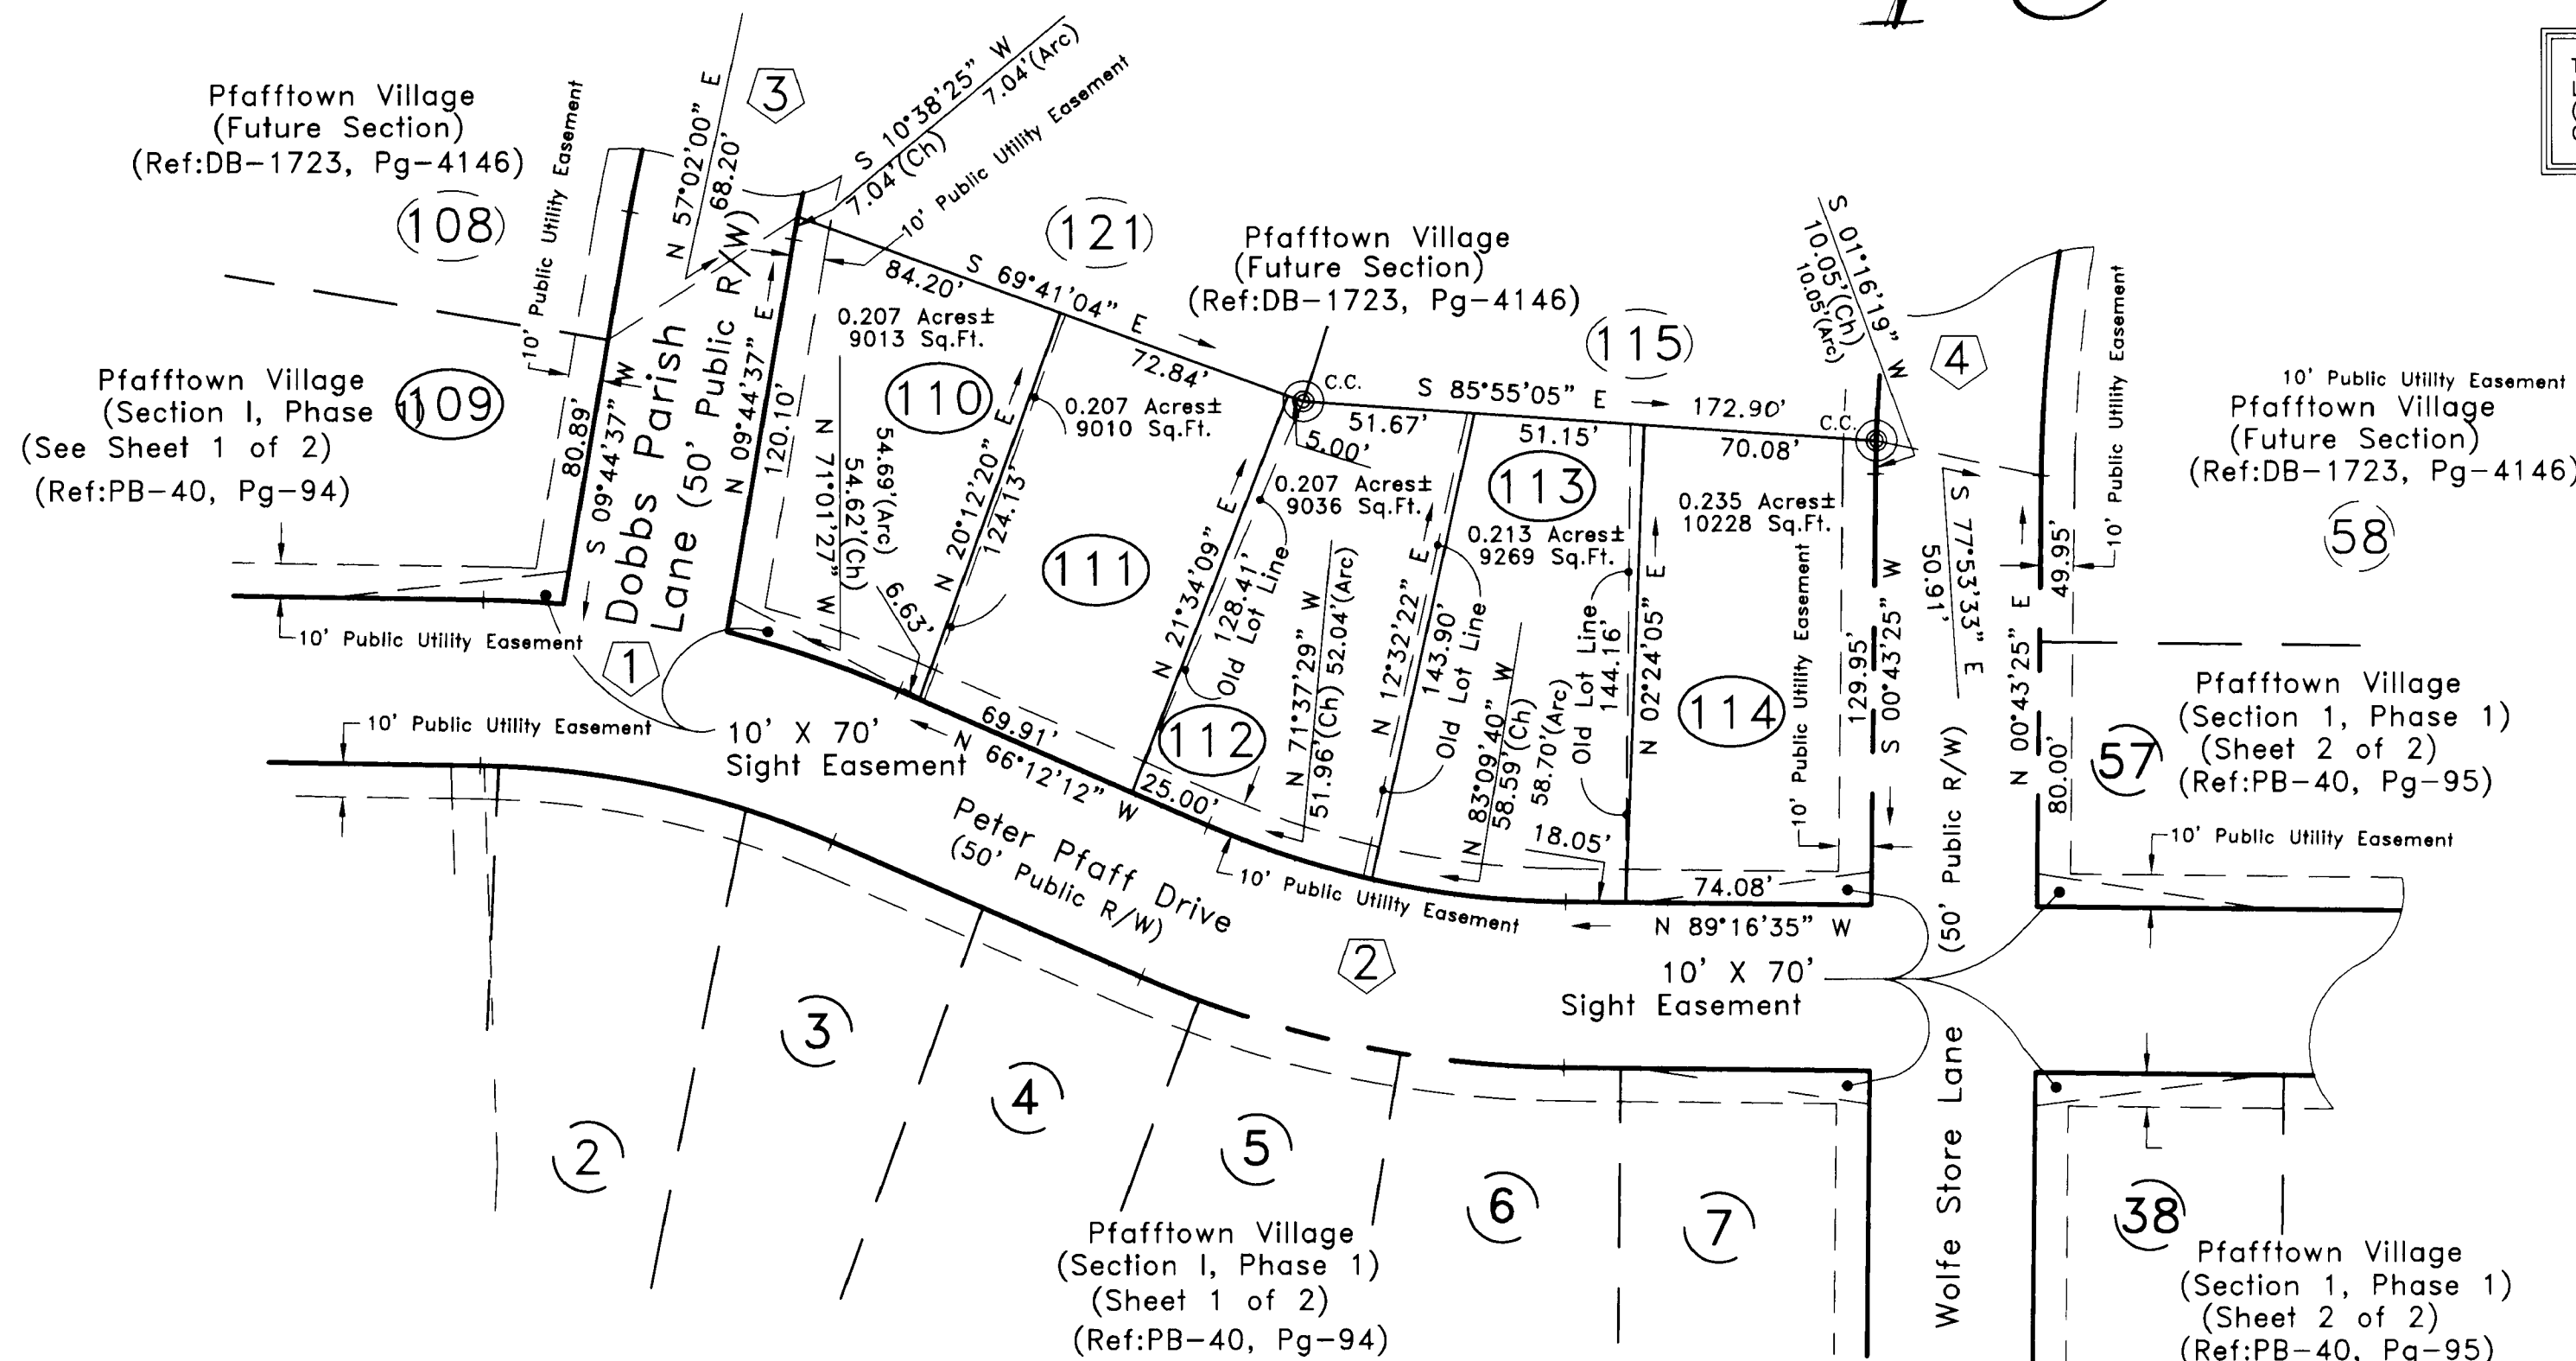 Pfafftown Village
(Future Section)
(Ref:DB-1723, Pg-4146)
108
10' Public Utility Easement
N 57°02'00" E
68.20'
3
S 10°38'25" W
7.04'(Ch)
7.04'(Arc)
10' Public Utility Easement
121
Pfafftown Village
(Future Section)
(Ref:DB-1723, Pg-4146)
115
S 01°16'19" W
10.05'(Ch)
10.05'(Arc)
4
10' Public Utility Easement
10' Public Utility Easement
Pfafftown Village
(Future Section)
(Ref:DB-1723, Pg-4146)
58
Pfafftown Village
(Section I, Phase 1)
(See Sheet 1 of 2)
(Ref:PB-40, Pg-94)
109
80.89'
S 09°44'37" W
Dobbs Parish
Lane (50' Public R/W)
N 09°44'37" E
120.10'
84.20'
S 69°41'04" E
72.84'
0.207 Acres±
9013 Sq.Ft.
110
N 71°01'27" W
54.62'(Ch)
54.69'(Arc)
6.63'
N 20°12'20" E
124.13'
0.207 Acres±
9010 Sq.Ft.
111
N 21°34'09" E
128.41'
Old Lot Line
C.C.
S 85°55'05" E
172.90'
C.C.
51.67'
51.15'
70.08'
5.00'
0.207 Acres±
9036 Sq.Ft.
112
N 71°37'29" W
51.96'(Ch) 52.04'(Arc)
N 12°32'22" E
143.90'
Old Lot Line
113
0.213 Acres±
9269 Sq.Ft.
N 83°09'40" W
58.59'(Ch)
58.70'(Arc)
18.05'
Old Lot Line
144.16'
N 02°24'05" E
0.235 Acres±
10228 Sq.Ft.
114
10' Public Utility Easement
129.95'
S 00°43'25" W
S 77°53'33" E
50.91'
N 00°43'25" E
49.95'
80.00'
Pfafftown Village
(Section 1, Phase 1)
(Sheet 2 of 2)
(Ref:PB-40, Pg-95)
57
10' Public Utility Easement
10' Public Utility Easement
1
10' Public Utility Easement
10' X 70'
Sight Easement
69.91'
N 66°12'12" W
25.00'
Peter Pfaff Drive
(50' Public R/W)
10' Public Utility Easement
74.08'
N 89°16'35" W
2
10' X 70'
Sight Easement
Wolfe Store Lane (50' Public R/W)
2
3
4
5
6
7
38
Pfafftown Village
(Section I, Phase 1)
(Sheet 1 of 2)
(Ref:PB-40, Pg-94)
Pfafftown Village
(Section 1, Phase 1)
(Sheet 2 of 2)
(Ref:PB-40, Pg-95)